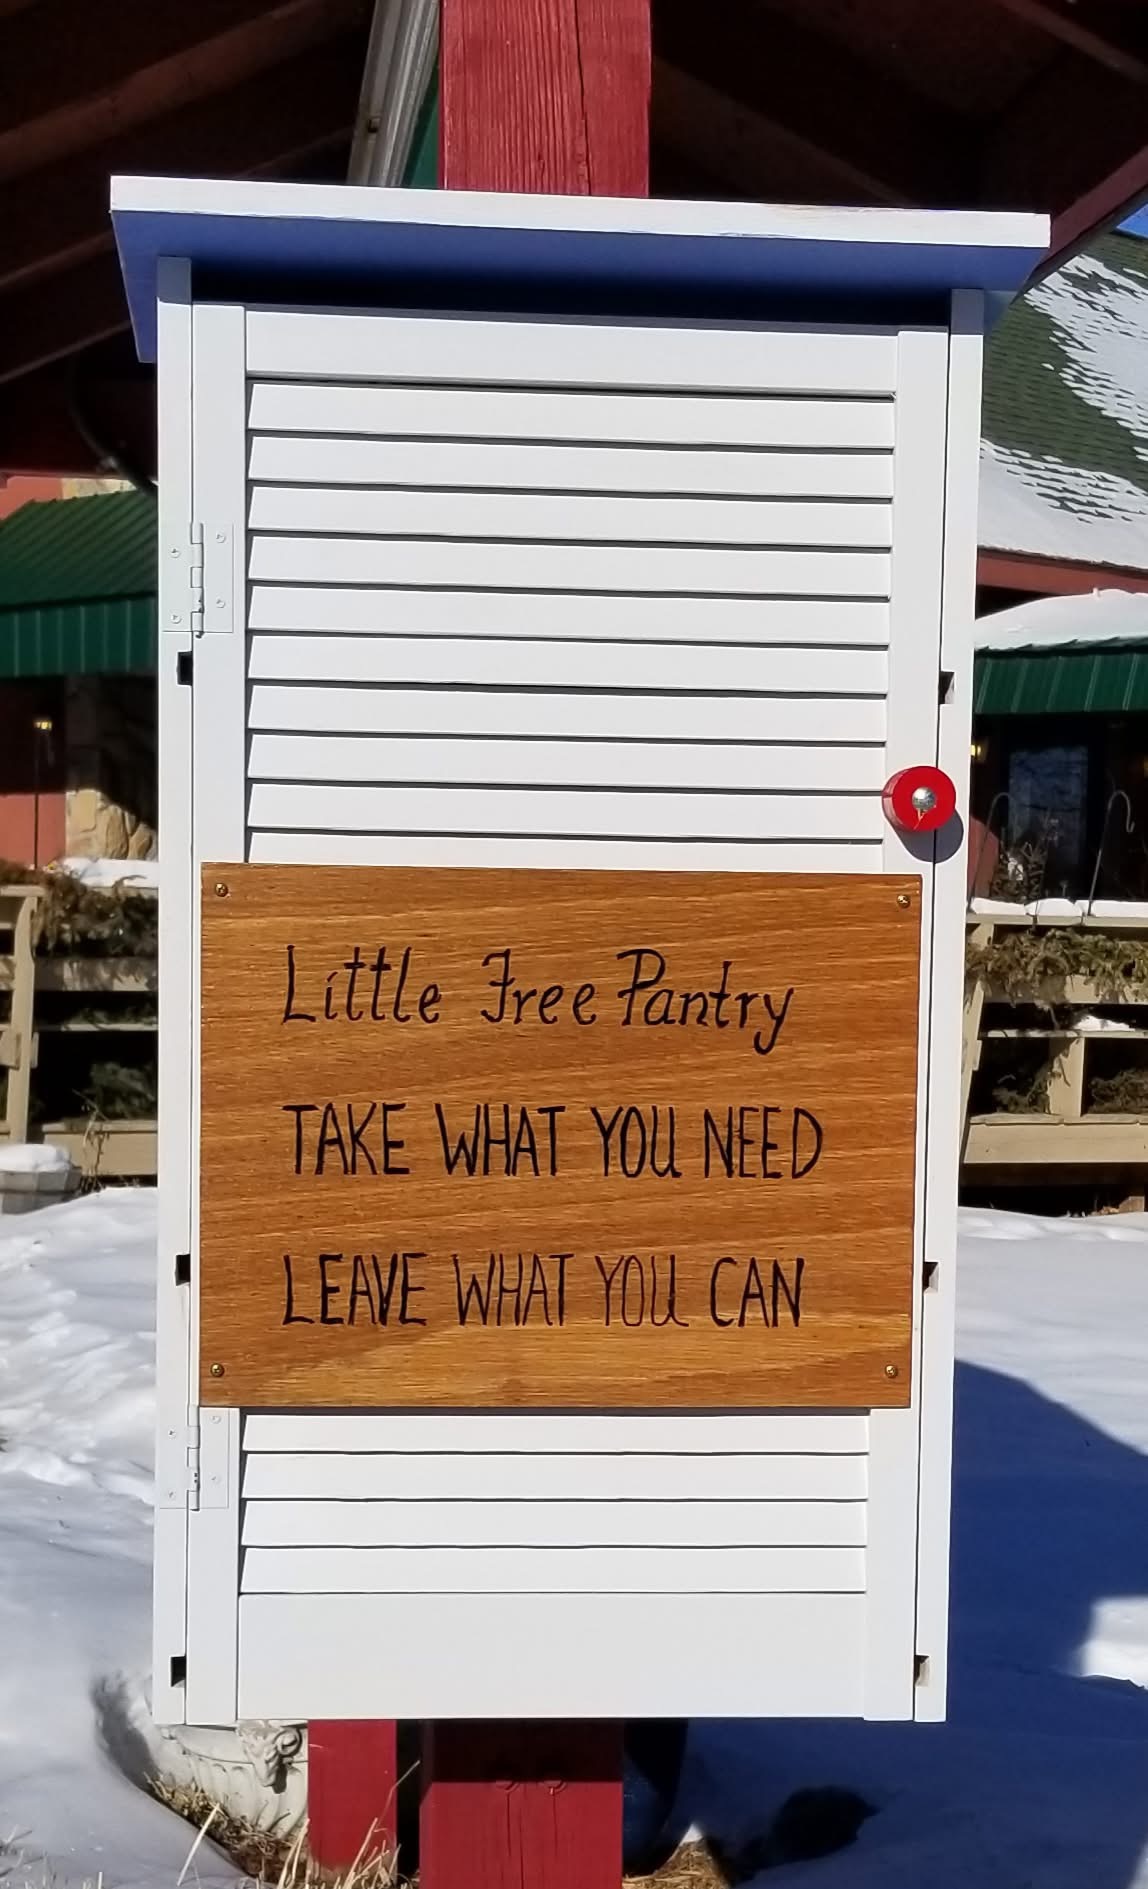 Little Free Pantry
TAKE WHAT YOU NEED
LEAVE WHAT YOU CAN